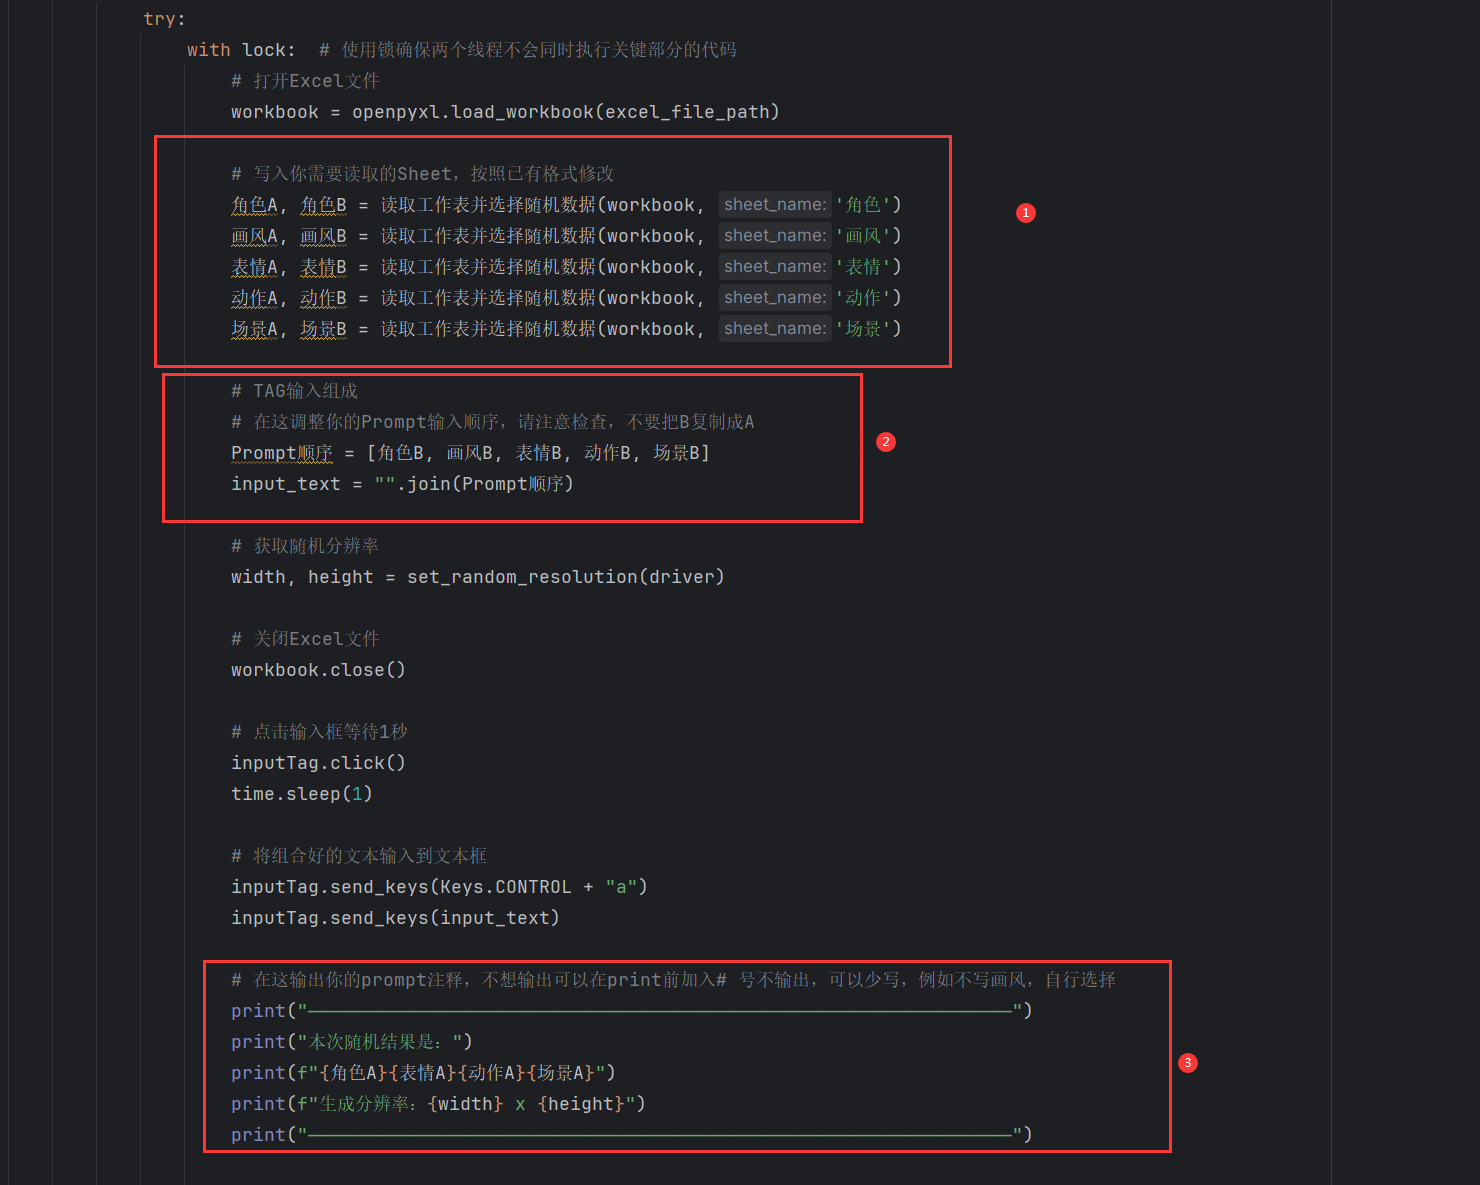 try:
with lock:  # 使用锁确保两个线程不会同时执行关键部分的代码
# 打开Excel文件
workbook = openpyxl.load_workbook(excel_file_path)
# 写入你需要读取的Sheet，按照已有格式修改
角色A, 角色B = 读取工作表并选择随机数据(workbook, sheet_name: '角色')
1
画风A, 画风B = 读取工作表并选择随机数据(workbook, sheet_name: '画风')
表情A, 表情B = 读取工作表并选择随机数据(workbook, sheet_name: '表情')
动作A, 动作B = 读取工作表并选择随机数据(workbook, sheet_name: '动作')
场景A, 场景B = 读取工作表并选择随机数据(workbook, sheet_name: '场景')
# TAG输入组成
# 在这调整你的Prompt输入顺序，请注意检查，不要把B复制成A
2
Prompt顺序 = [角色B, 画风B, 表情B, 动作B, 场景B]
input_text = "".join(Prompt顺序)
# 获取随机分辨率
width, height = set_random_resolution(driver)
# 关闭Excel文件
workbook.close()
# 点击输入框等待1秒
inputTag.click()
time.sleep(1)
# 将组合好的文本输入到文本框
inputTag.send_keys(Keys.CONTROL + "a")
inputTag.send_keys(input_text)
# 在这输出你的prompt注释，不想输出可以在print前加入# 号不输出，可以少写，例如不写画风，自行选择
print("————————————————————————————————————————————————————————————————")
print("本次随机结果是：")
print(f"{角色A}{表情A}{动作A}{场景A}")
3
print(f"生成分辨率：{width} x {height}")
print("————————————————————————————————————————————————————————————————")